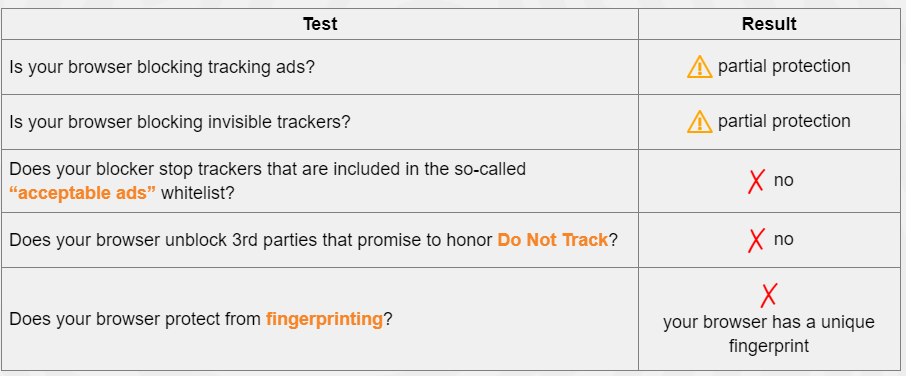 Test
Result
Is your browser blocking tracking ads?
partial protection
Is your browser blocking invisible trackers?
partial protection
Does your blocker stop trackers that are included in the so-called
“acceptable ads” whitelist?
no
Does your browser unblock 3rd parties that promise to honor Do Not Track?
no
Does your browser protect from fingerprinting?
your browser has a unique
fingerprint